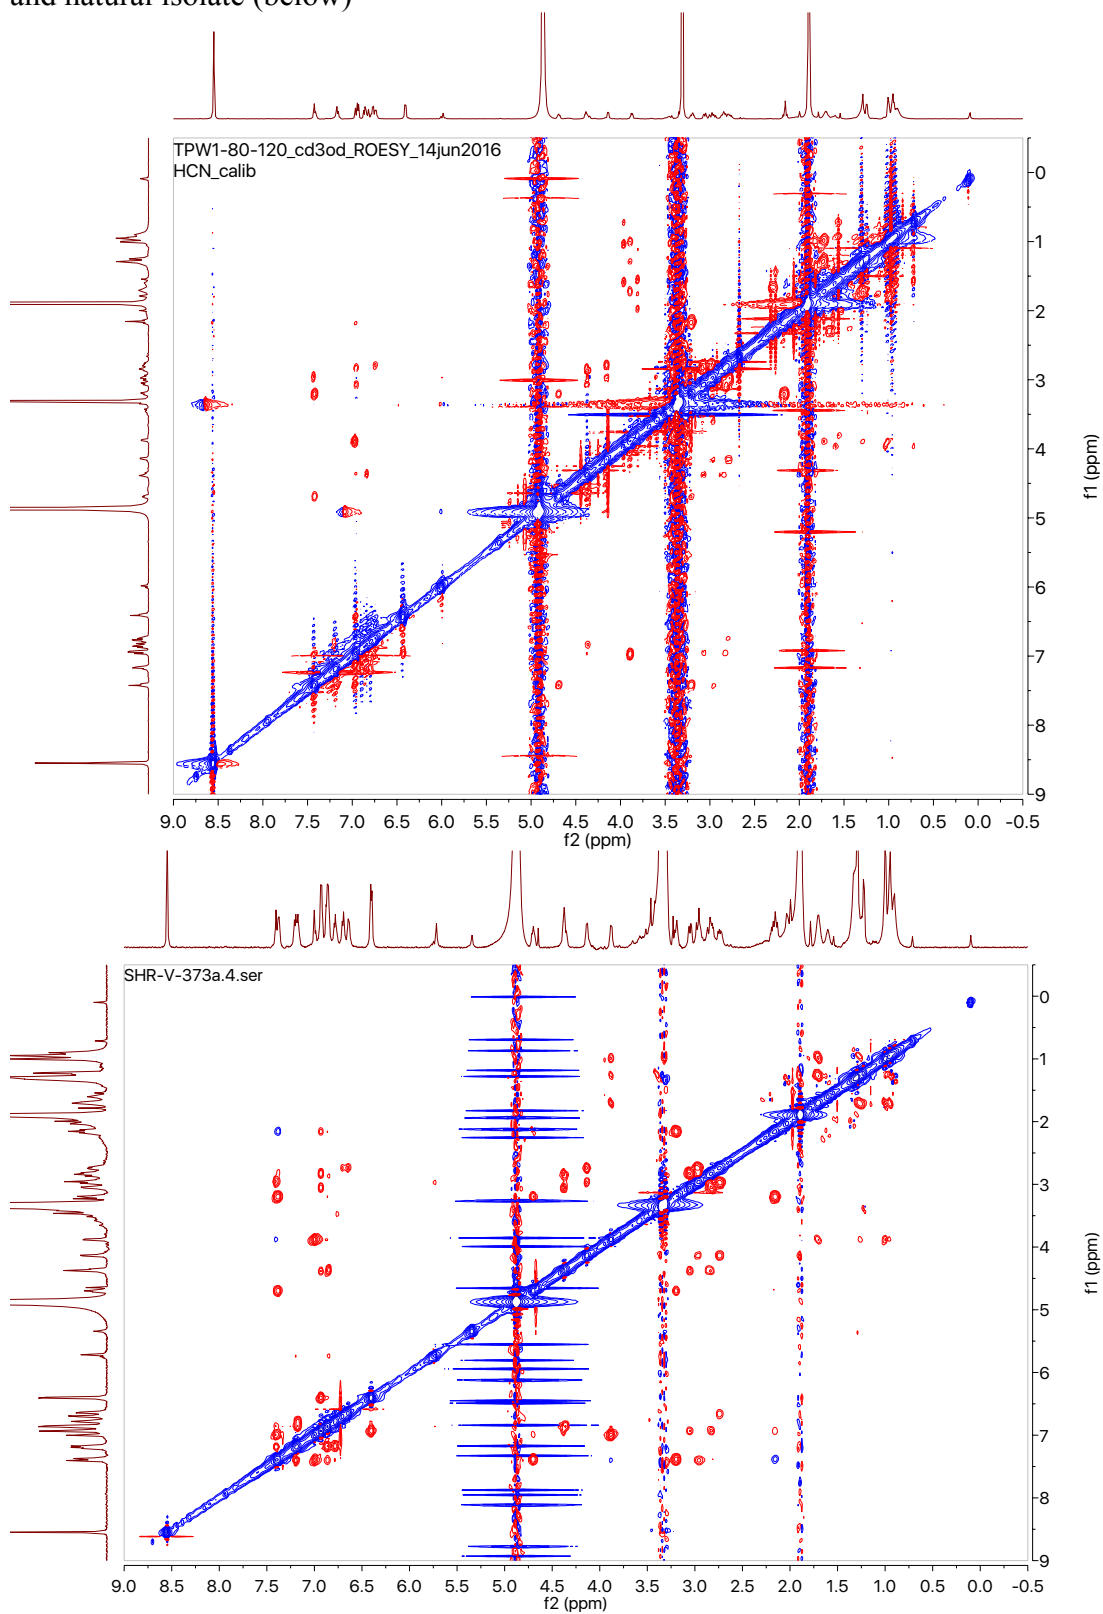 and natural isolate (below)
TPW1-80-120_cd3od_ROESY_14jun2016
HCN_calib
0
1
2
3
4
5
6
7
8
9
f1 (ppm)
9.0 8.5 8.0 7.5 7.0 6.5 6.0 5.5 5.0 4.5 4.0 3.5 3.0 2.5 2.0 1.5 1.0 0.5 0.0 -0.5
f2 (ppm)
SHR-V-373a.4.ser
0
1
2
3
4
5
6
7
8
9
f1 (ppm)
9.0 8.5 8.0 7.5 7.0 6.5 6.0 5.5 5.0 4.5 4.0 3.5 3.0 2.5 2.0 1.5 1.0 0.5 0.0 -0.5
f2 (ppm)